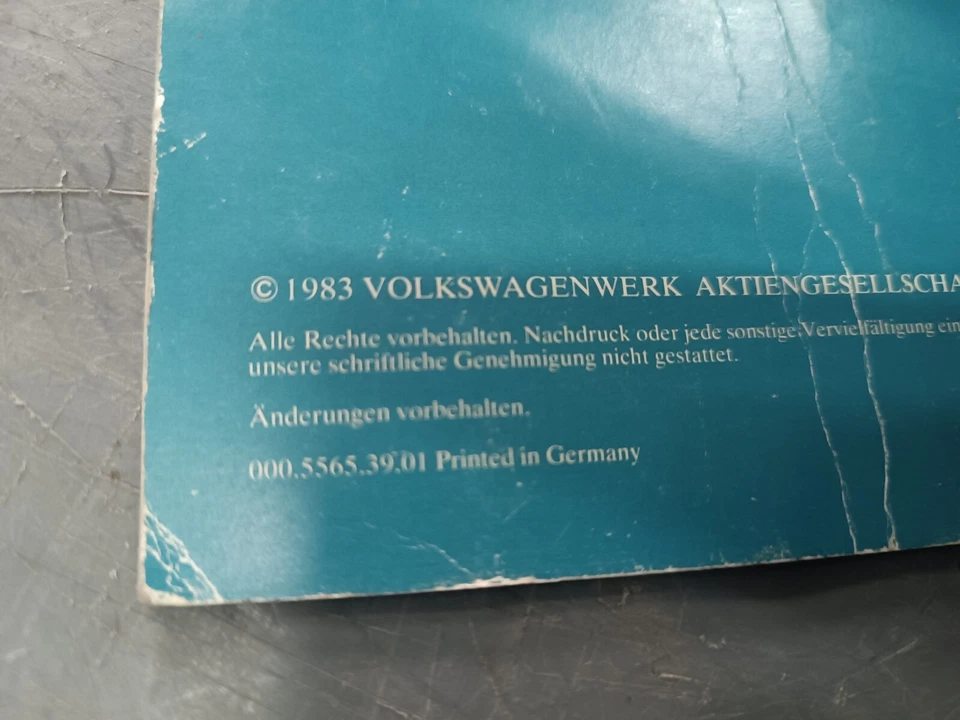 © 1983 VOLKSWAGENWERK AKTIENGESELLSCHA
Alle Rechte vorbehalten. Nachdruck oder jede sonstige Vervielfältigung ein
unsere schriftliche Genehmigung nicht gestattet.
Änderungen vorbehalten.
000.5565.39.01 Printed in Germany